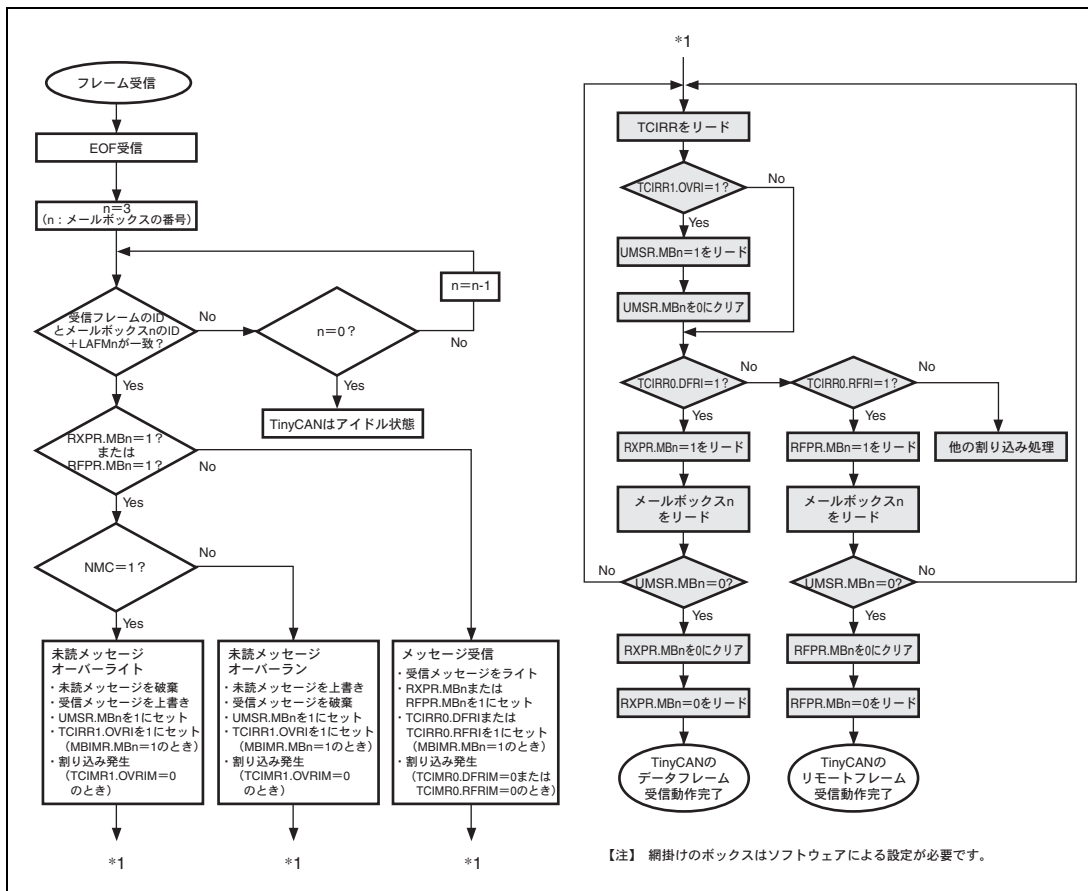 フレーム受信
EOF受信
n＝3
（n：メールボックスの番号）
n＝n-1
受信フレームのID
とメールボックスnのID
＋LAFMnが一致？
No
n＝0？
No
Yes
Yes
TinyCANはアイドル状態
RXPR.MBn＝1？
または
RFPR.MBn＝1？
No
Yes
NMC＝1？
No
Yes
未読メッセージ
オーバーライト
・未読メッセージを破棄
・受信メッセージを上書き
・UMSR.MBnを1にセット
・TCIRR1.OVRIを1にセット
（MBIMR.MBn＝1のとき）
・割り込み発生
（TCIMR1.OVRIM＝0
のとき）
*1
未読メッセージ
オーバーラン
・未読メッセージを上書き
・受信メッセージを破棄
・UMSR.MBnを1にセット
・TCIRR1.OVRIを1にセット
（MBIMR.MBn＝1のとき）
・割り込み発生
（TCIMR1.OVRIM＝0
のとき）
*1
メッセージ受信
・受信メッセージをライト
・RXPR.MBnまたは
RFPR.MBnを1にセット
・TCIRR0.DFRIまたは
TCIRR0.RFRIを1にセット
（MBIMR.MBn＝1のとき）
・割り込み発生
（TCIMR0.DFRIM＝0または
TCIMR0.RFRIM＝0のとき）
*1
*1
TCIRRをリード
TCIRR1.OVRI＝1？
No
Yes
UMSR.MBn＝1をリード
UMSR.MBnを0にクリア
TCIRR0.DFRI＝1？
No
TCIRR0.RFRI＝1？
No
Yes
Yes
RXPR.MBn＝1をリード
RFPR.MBn＝1をリード
他の割り込み処理
メールボックスn
をリード
メールボックスn
をリード
No
UMSR.MBn＝0？
UMSR.MBn＝0？
No
Yes
Yes
RXPR.MBnを0にクリア
RFPR.MBnを0にクリア
RXPR.MBn＝0をリード
RFPR.MBn＝0をリード
TinyCANの
データフレーム
受信動作完了
TinyCANの
リモートフレーム
受信動作完了
【注】 網掛けのボックスはソフトウェアによる設定が必要です。